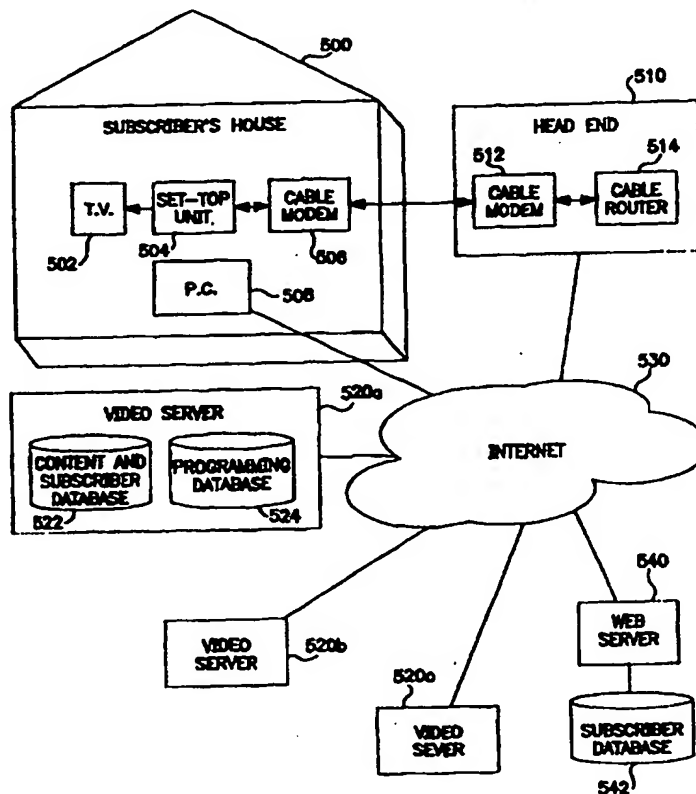 500
510
SUBSCRIBER'S HOUSE
HEAD END
512
514
T.V.
SET-TOP
UNIT.
CABLE
MODEM
CABLE
MODEM
CABLE
ROUTER
502
504
506
P.C.
508
530
VIDEO SERVER
520a
INTERNET
CONTENT AND
SUBSCRIBER
DATABASE
PROGRAMMING
DATABASE
522
524
540
VIDEO
SERVER
520b
WEB
SERVER
520c
VIDEO
SEVER
SUBSCRIBER
DATABASE
542